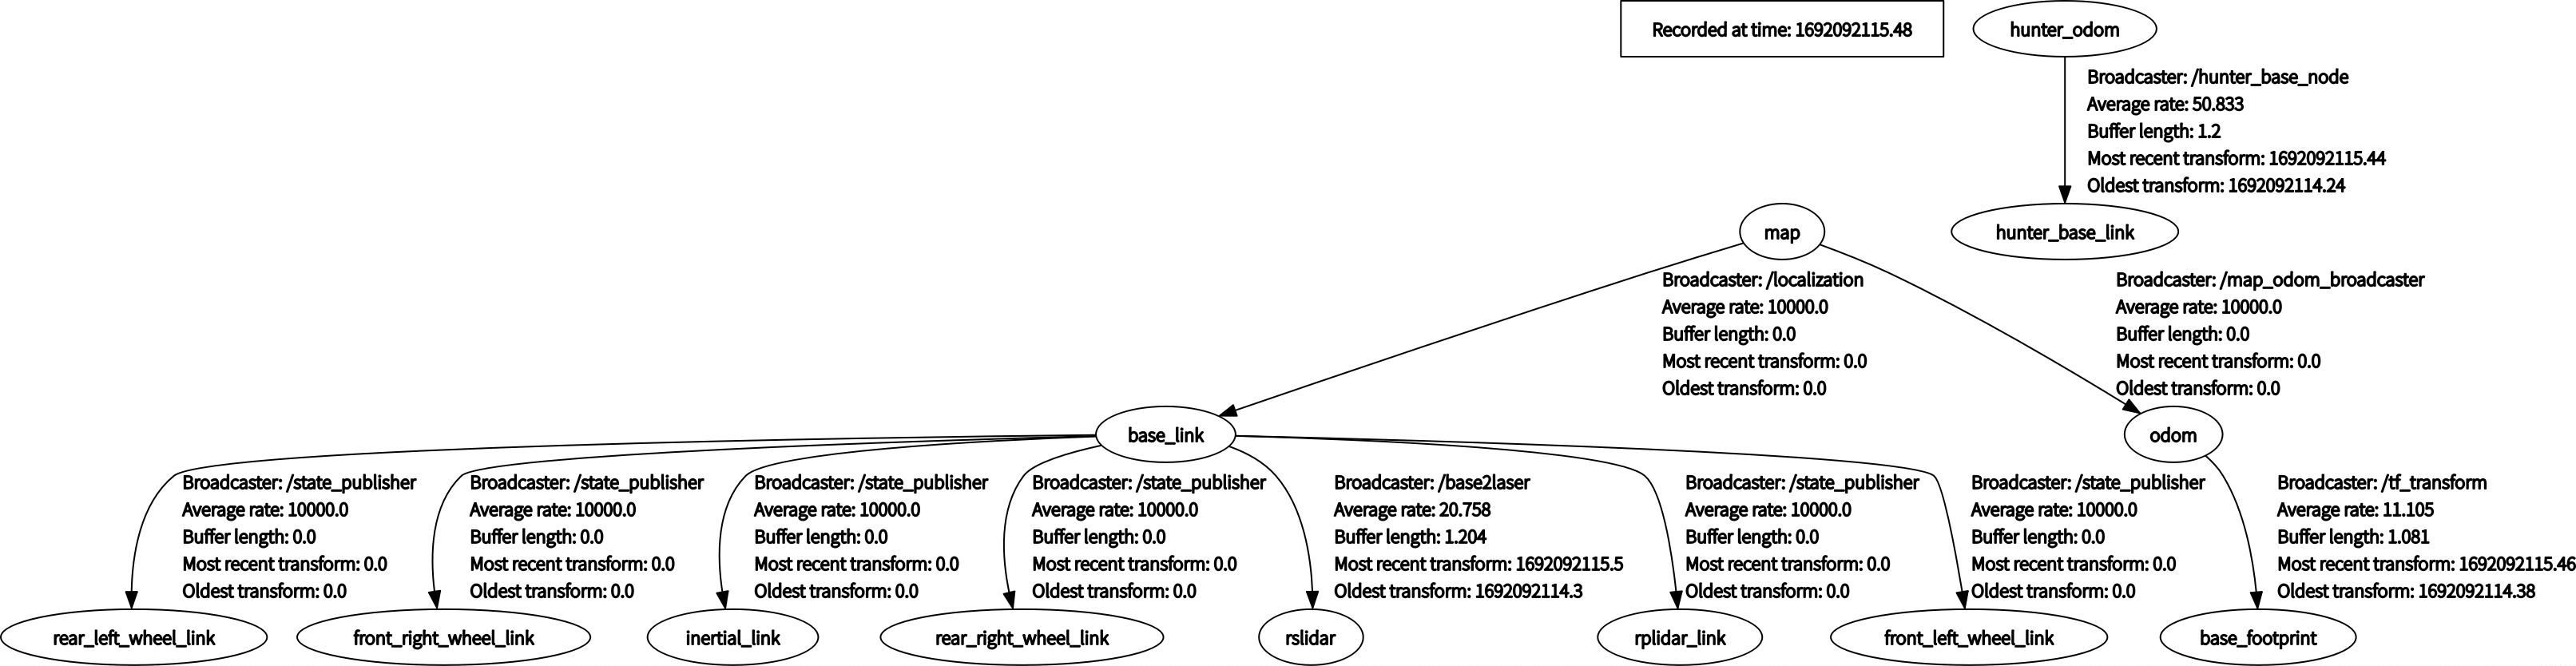 Recorded at time: 1692092115.48
hunter_odom
Broadcaster: /hunter_base_node
Average rate: 50.833
Buffer length: 1.2
Most recent transform: 1692092115.44
Oldest transform: 1692092114.24
map
hunter_base_link
Broadcaster: /localization
Average rate: 10000.0
Buffer length: 0.0
Most recent transform: 0.0
Oldest transform: 0.0
Broadcaster: /map_odom_broadcaster
Average rate: 10000.0
Buffer length: 0.0
Most recent transform: 0.0
Oldest transform: 0.0
base_link
odom
Broadcaster: /state_publisher
Average rate: 10000.0
Buffer length: 0.0
Most recent transform: 0.0
Oldest transform: 0.0
Broadcaster: /state_publisher
Average rate: 10000.0
Buffer length: 0.0
Most recent transform: 0.0
Oldest transform: 0.0
Broadcaster: /state_publisher
Average rate: 10000.0
Buffer length: 0.0
Most recent transform: 0.0
Oldest transform: 0.0
Broadcaster: /state_publisher
Average rate: 10000.0
Buffer length: 0.0
Most recent transform: 0.0
Oldest transform: 0.0
Broadcaster: /base2laser
Average rate: 20.758
Buffer length: 1.204
Most recent transform: 1692092115.5
Oldest transform: 1692092114.3
Broadcaster: /state_publisher
Average rate: 10000.0
Buffer length: 0.0
Most recent transform: 0.0
Oldest transform: 0.0
Broadcaster: /state_publisher
Average rate: 10000.0
Buffer length: 0.0
Most recent transform: 0.0
Oldest transform: 0.0
Broadcaster: /tf_transform
Average rate: 11.105
Buffer length: 1.081
Most recent transform: 1692092115.46
Oldest transform: 1692092114.38
rear_left_wheel_link
front_right_wheel_link
inertial_link
rear_right_wheel_link
rslidar
rplidar_link
front_left_wheel_link
base_footprint